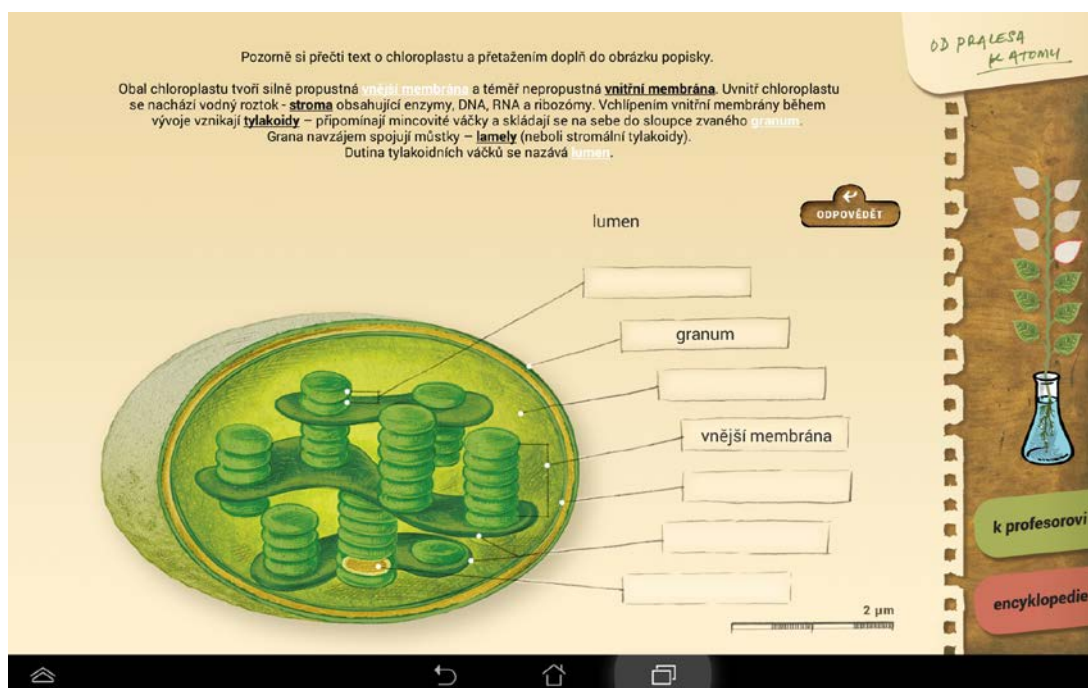 Pozorně si přečti text o chloroplastu a přetažením doplň do obrázku popisky.
Obal chloroplastu tvoří silně propustná vnější membrána a téměř nepropustná vnitřní membrána. Uvnitř chloroplastu
se nachází vodný roztok - stroma obsahující enzymy, DNA, RNA a ribozómy. Vchlípením vnitřní membrány během
vývoje vznikají tylakoidy – připomínají mincovité váčky a skládají se na sebe do sloupce zvaného granum.
Grana navzájem spojují můstky – lamely (neboli stromální tylakoidy).
Dutina tylakoidních váčků se nazává lumen.
OD PRALESA
K ATOMU
ODPOVĚDĚT
lumen
granum
vnější membrána
k profesorovi
encyklopedie
2 μm